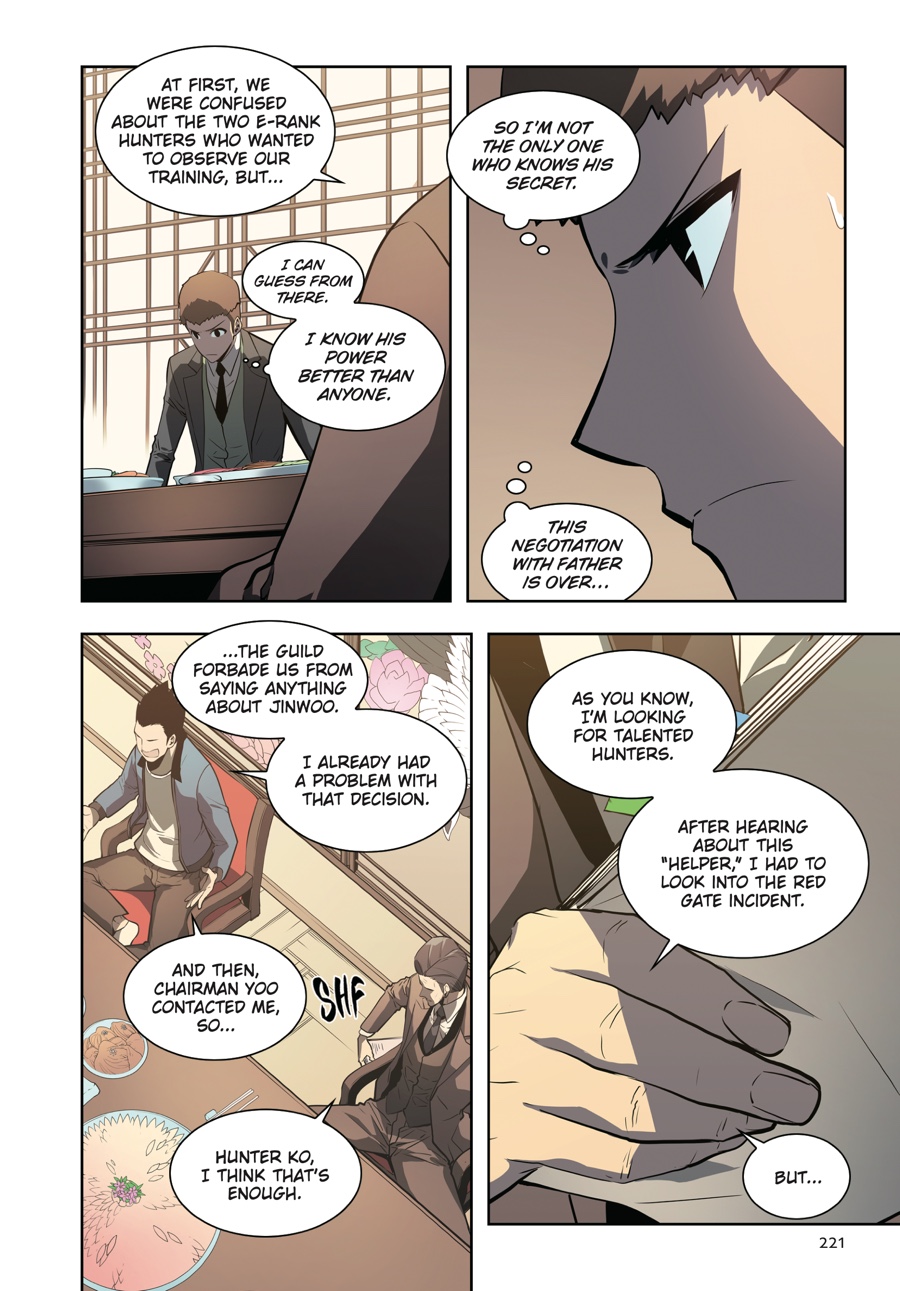 AT FIRST, WE
WERE CONFUSED
ABOUT THE TWO E-RANK
HUNTERS WHO WANTED
TO OBSERVE OUR
TRAINING, BUT...
I CAN
GUESS FROM
THERE.
I KNOW HIS
POWER
BETTER THAN
ANYONE.
SO I'M NOT
THE ONLY ONE
WHO KNOWS HIS
SECRET.
THIS
NEGOTIATION
WITH FATHER
IS OVER...
...THE GUILD
FORBADE US FROM
SAYING ANYTHING
ABOUT JINWOO.
I ALREADY HAD
A PROBLEM WITH
THAT DECISION.
AND THEN,
CHAIRMAN YOO
CONTACTED ME,
SO...
SHF
HUNTER KO,
I THINK THAT'S
ENOUGH.
AS YOU KNOW,
I'M LOOKING
FOR TALENTED
HUNTERS.
AFTER HEARING
ABOUT THIS
"HELPER," I HAD TO
LOOK INTO THE RED
GATE INCIDENT.
BUT...
221